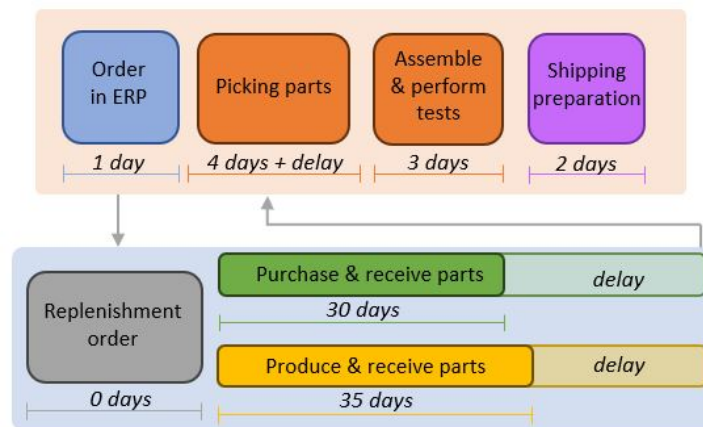 Order
in ERP
Picking parts
Assemble
& perform
tests
Shipping
preparation
1 day
4 days + delay
3 days
2 days
Replenishment
order
0 days
Purchase & receive parts
delay
30 days
Produce & receive parts
delay
35 days